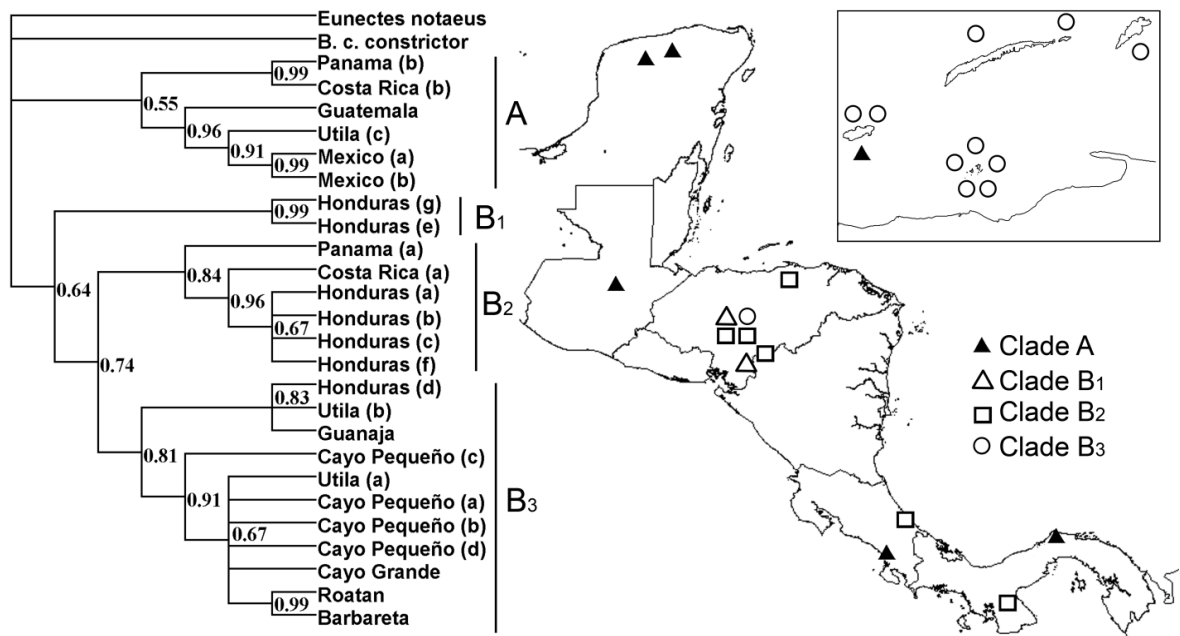 Eunectes notaeus
B. c. constrictor
Panama (b)
0.99
Costa Rica (b)
0.55
Guatemala
0.96
Utila (c)
0.91
Mexico (a)
0.99
Mexico (b)
A
Honduras (g)
0.99
Honduras (e)
B1
0.64
Panama (a)
0.84
Costa Rica (a)
0.96
Honduras (a)
Honduras (b)
0.67
Honduras (c)
Honduras (f)
B2
0.74
Honduras (d)
0.83
Utila (b)
Guanaja
0.81
Cayo Pequeño (c)
0.91
Utila (a)
Cayo Pequeño (a)
Cayo Pequeño (b)
0.67
Cayo Pequeño (d)
Cayo Grande
Roatan
0.99
Barbareta
B3
Clade A
Clade B1
Clade B2
Clade B3